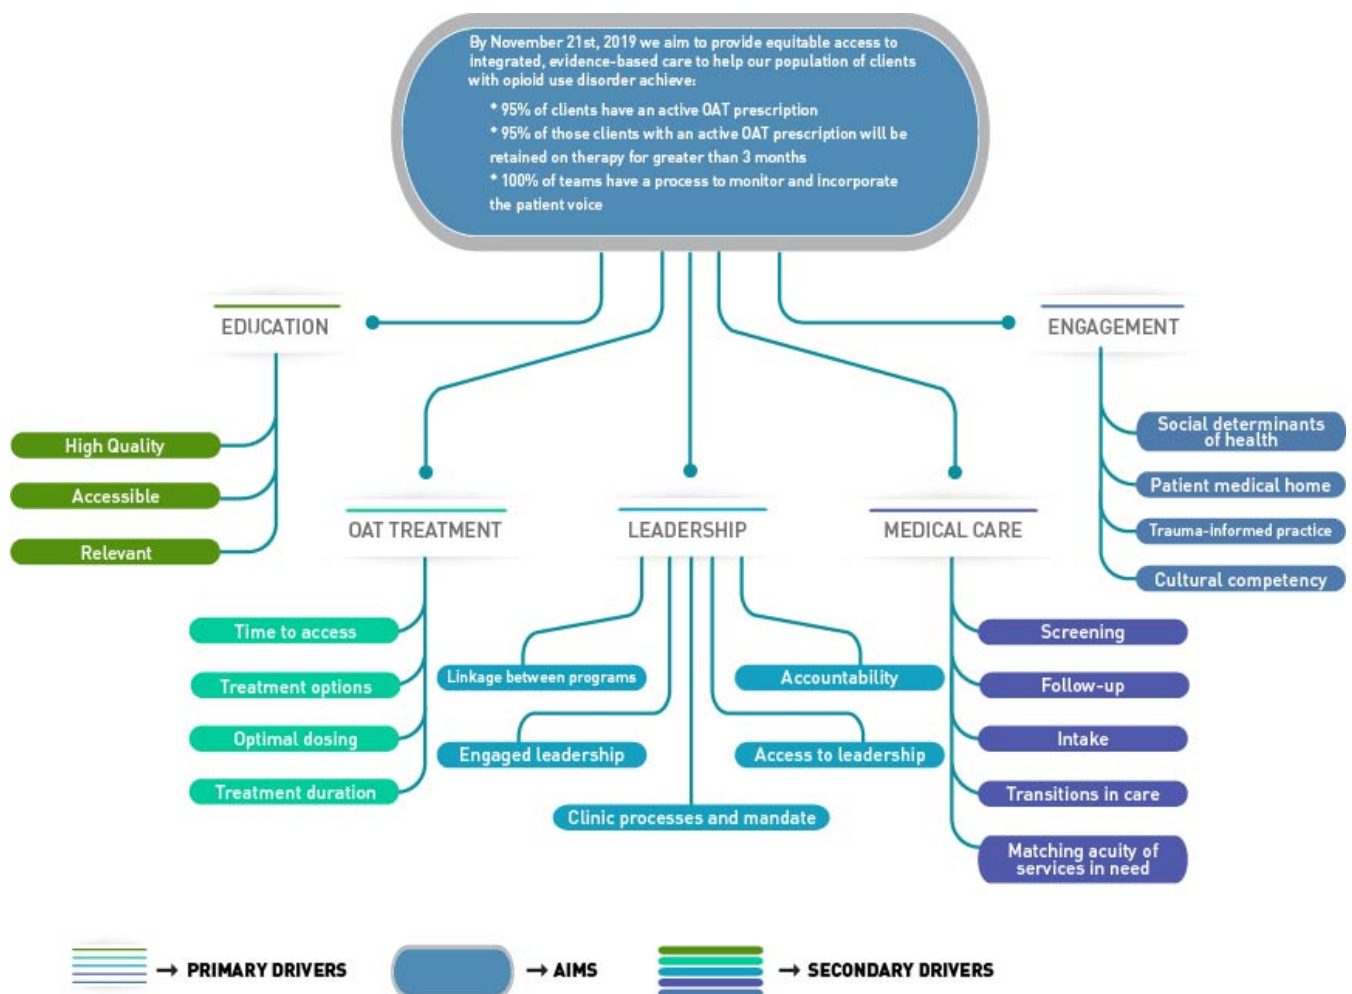 By November 21st, 2019 we aim to provide equitable access to
integrated, evidence-based care to help our population of clients
with opioid use disorder achieve:
* 95% of clients have an active OAT prescription
* 95% of those clients with an active OAT prescription will be
retained on therapy for greater than 3 months
* 100% of teams have a process to monitor and incorporate
the patient voice
EDUCATION
High Quality
Accessible
Relevant
OAT TREATMENT
Time to access
Treatment options
Optimal dosing
Treatment duration
LEADERSHIP
Linkage between programs
Engaged leadership
Clinic processes and mandate
Accountability
Access to leadership
MEDICAL CARE
Screening
Follow-up
Intake
Transitions in care
Matching acuity of
services in need
ENGAGEMENT
Social determinants
of health
Patient medical home
Trauma-informed practice
Cultural competency
→ PRIMARY DRIVERS
→ AIMS
→ SECONDARY DRIVERS